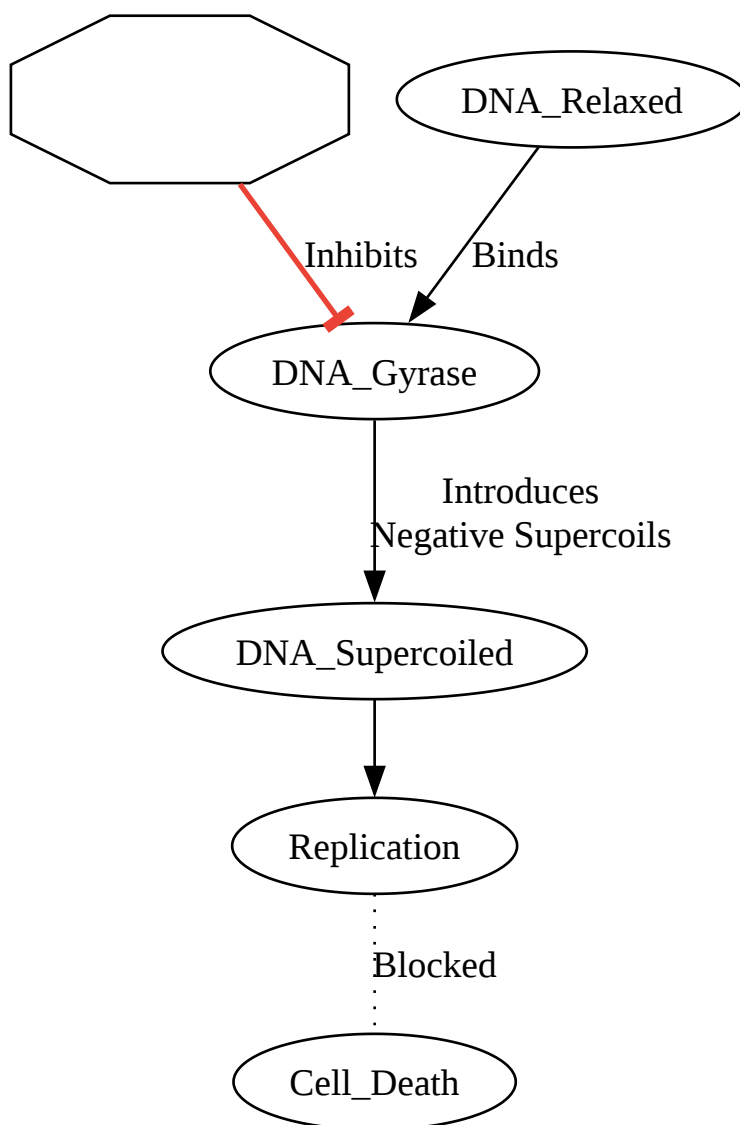 DNA_Relaxed
Inhibits
Binds
DNA_Gyrase
Introduces
Negative Supercoils
DNA_Supercoiled
Replication
Blocked
Cell_Death